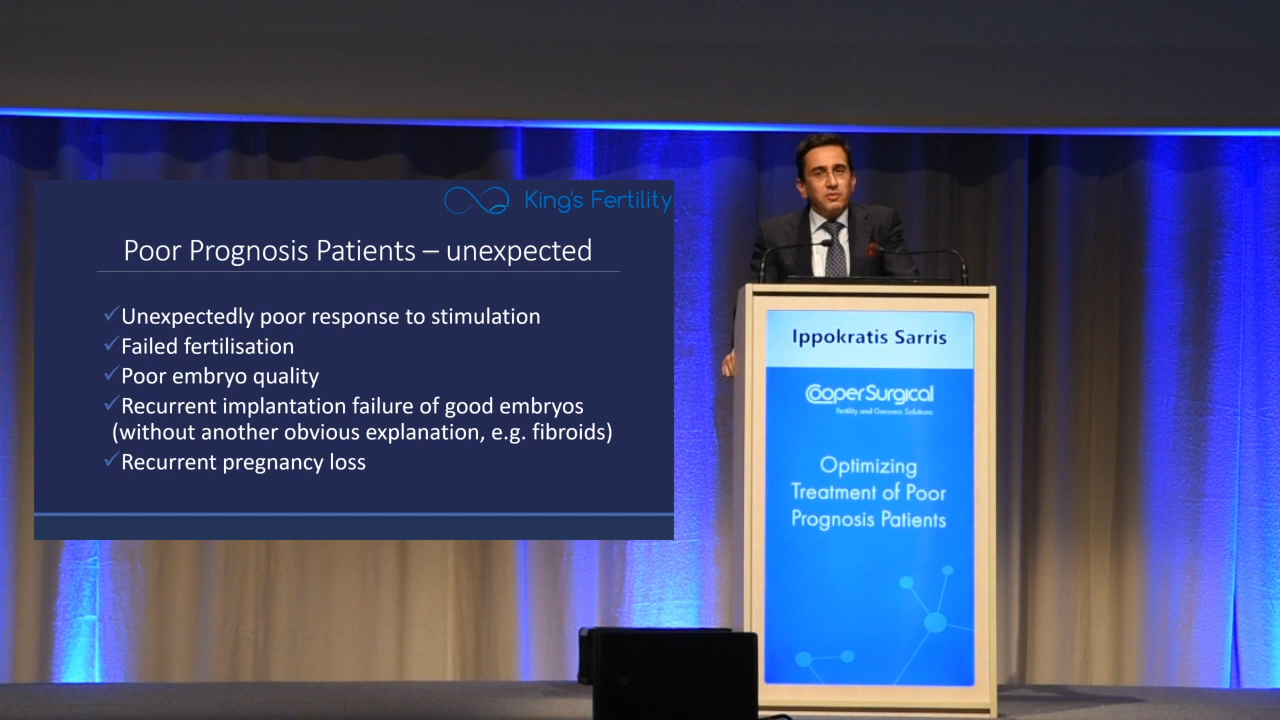 King's Fertility
Poor Prognosis Patients – unexpected
✓Unexpectedly poor response to stimulation
✓Failed fertilisation
✓Poor embryo quality
✓Recurrent implantation failure of good embryos
(without another obvious explanation, e.g. fibroids)
✓Recurrent pregnancy loss
Ippokratis Sarris
CooperSurgical
Fertility and Genomic Solutions
Optimizing
Treatment of Poor
Prognosis Patients